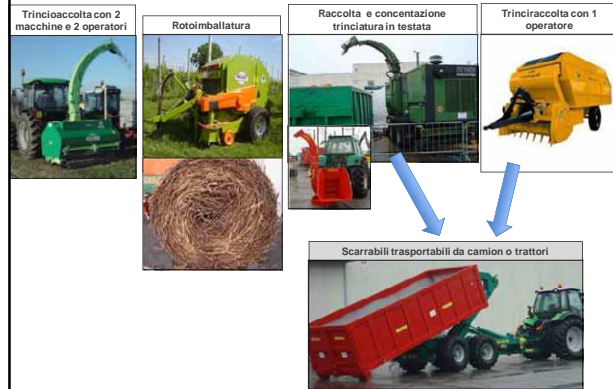 Trincioaccolta con 2
macchine e 2 operatori
Rotoimballatura
Raccolta e concentazione
trinciatura in testata
Trinciraccolta con 1
operatore
Scarrabili trasportabili da camion o trattori